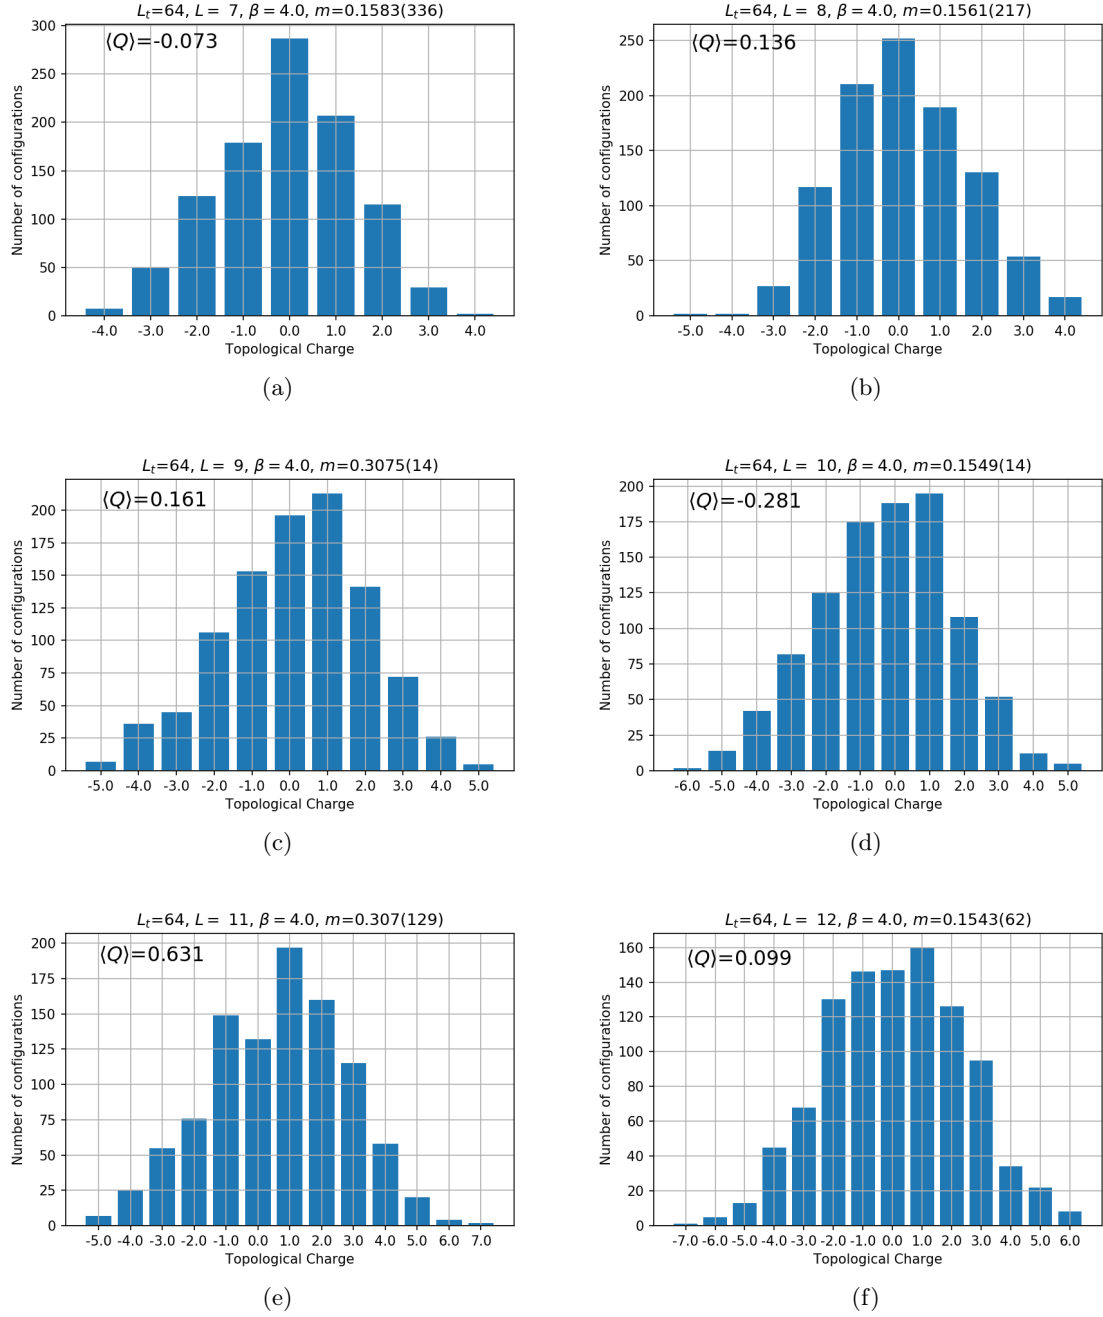 Lₜ=64, L = 7, β = 4.0, m=0.1583(336)
⟨Q⟩=-0.073
Number of configurations
300
250
200
150
100
50
0
-4.0 -3.0 -2.0 -1.0 0.0 1.0 2.0 3.0 4.0
Topological Charge
(a)
Lₜ=64, L = 8, β = 4.0, m=0.1561(217)
⟨Q⟩=0.136
Number of configurations
250
200
150
100
50
0
-5.0 -4.0 -3.0 -2.0 -1.0 0.0 1.0 2.0 3.0 4.0
Topological Charge
(b)
Lₜ=64, L = 9, β = 4.0, m=0.3075(14)
⟨Q⟩=0.161
Number of configurations
200
175
150
125
100
75
50
25
0
-5.0 -4.0 -3.0 -2.0 -1.0 0.0 1.0 2.0 3.0 4.0 5.0
Topological Charge
(c)
Lₜ=64, L = 10, β = 4.0, m=0.1549(14)
⟨Q⟩=-0.281
Number of configurations
200
175
150
125
100
75
50
25
0
-6.0 -5.0 -4.0 -3.0 -2.0 -1.0 0.0 1.0 2.0 3.0 4.0 5.0
Topological Charge
(d)
Lₜ=64, L = 11, β = 4.0, m=0.307(129)
⟨Q⟩=0.631
Number of configurations
200
175
150
125
100
75
50
25
0
-5.0 -4.0 -3.0 -2.0 -1.0 0.0 1.0 2.0 3.0 4.0 5.0 6.0 7.0
Topological Charge
(e)
Lₜ=64, L = 12, β = 4.0, m=0.1543(62)
⟨Q⟩=0.099
Number of configurations
160
140
120
100
80
60
40
20
0
-7.0 -6.0 -5.0 -4.0 -3.0 -2.0 -1.0 0.0 1.0 2.0 3.0 4.0 5.0 6.0
Topological Charge
(f)